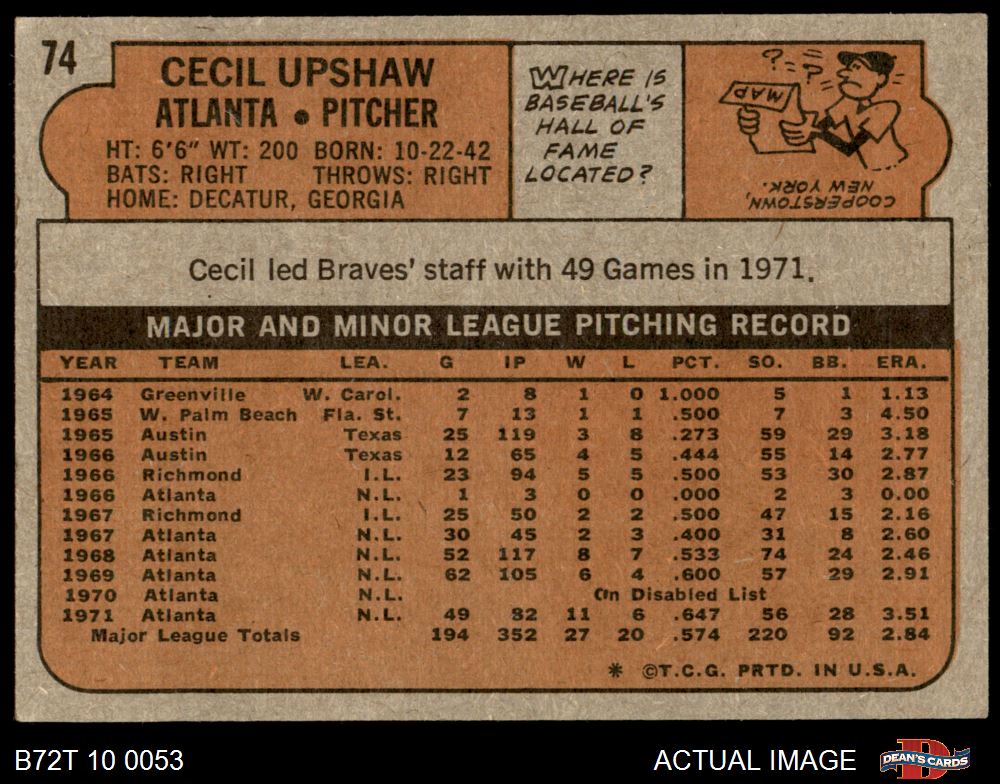 74
CECIL UPSHAW
ATLANTA • PITCHER
HT: 6'6" WT: 200 BORN: 10-22-42
BATS: RIGHT THROWS: RIGHT
HOME: DECATUR, GEORGIA
WHERE IS
BASEBALL'S
HALL OF
FAME
LOCATED?
? = ?
MAP
COOPERSTOWN,
NEW YORK.
Cecil led Braves' staff with 49 Games in 1971.
MAJOR AND MINOR LEAGUE PITCHING RECORD
YEAR TEAM LEA. G IP W L PCT. SO. BB. ERA.
1964 Greenville W. Carol. 2 8 1 0 1.000 5 1 1.13
1965 W. Palm Beach Fla. St. 7 13 1 1 .500 7 3 4.50
1965 Austin Texas 25 119 3 8 .273 59 29 3.18
1966 Austin Texas 12 65 4 5 .444 55 14 2.77
1966 Richmond I.L. 23 94 5 5 .500 53 30 2.87
1966 Atlanta N.L. 1 3 0 0 .000 2 3 0.00
1967 Richmond I.L. 25 50 2 2 .500 47 15 2.16
1967 Atlanta N.L. 30 45 2 3 .400 31 8 2.60
1968 Atlanta N.L. 52 117 8 7 .533 74 24 2.46
1969 Atlanta N.L. 62 105 6 4 .600 57 29 2.91
1970 Atlanta N.L. On Disabled List
1971 Atlanta N.L. 49 82 11 6 .647 56 28 3.51
Major League Totals 194 352 27 20 .574 220 92 2.84
* ©T.C.G. PRTD. IN U.S.A.
B72T 10 0053
ACTUAL IMAGE
D
DEAN'S CARDS